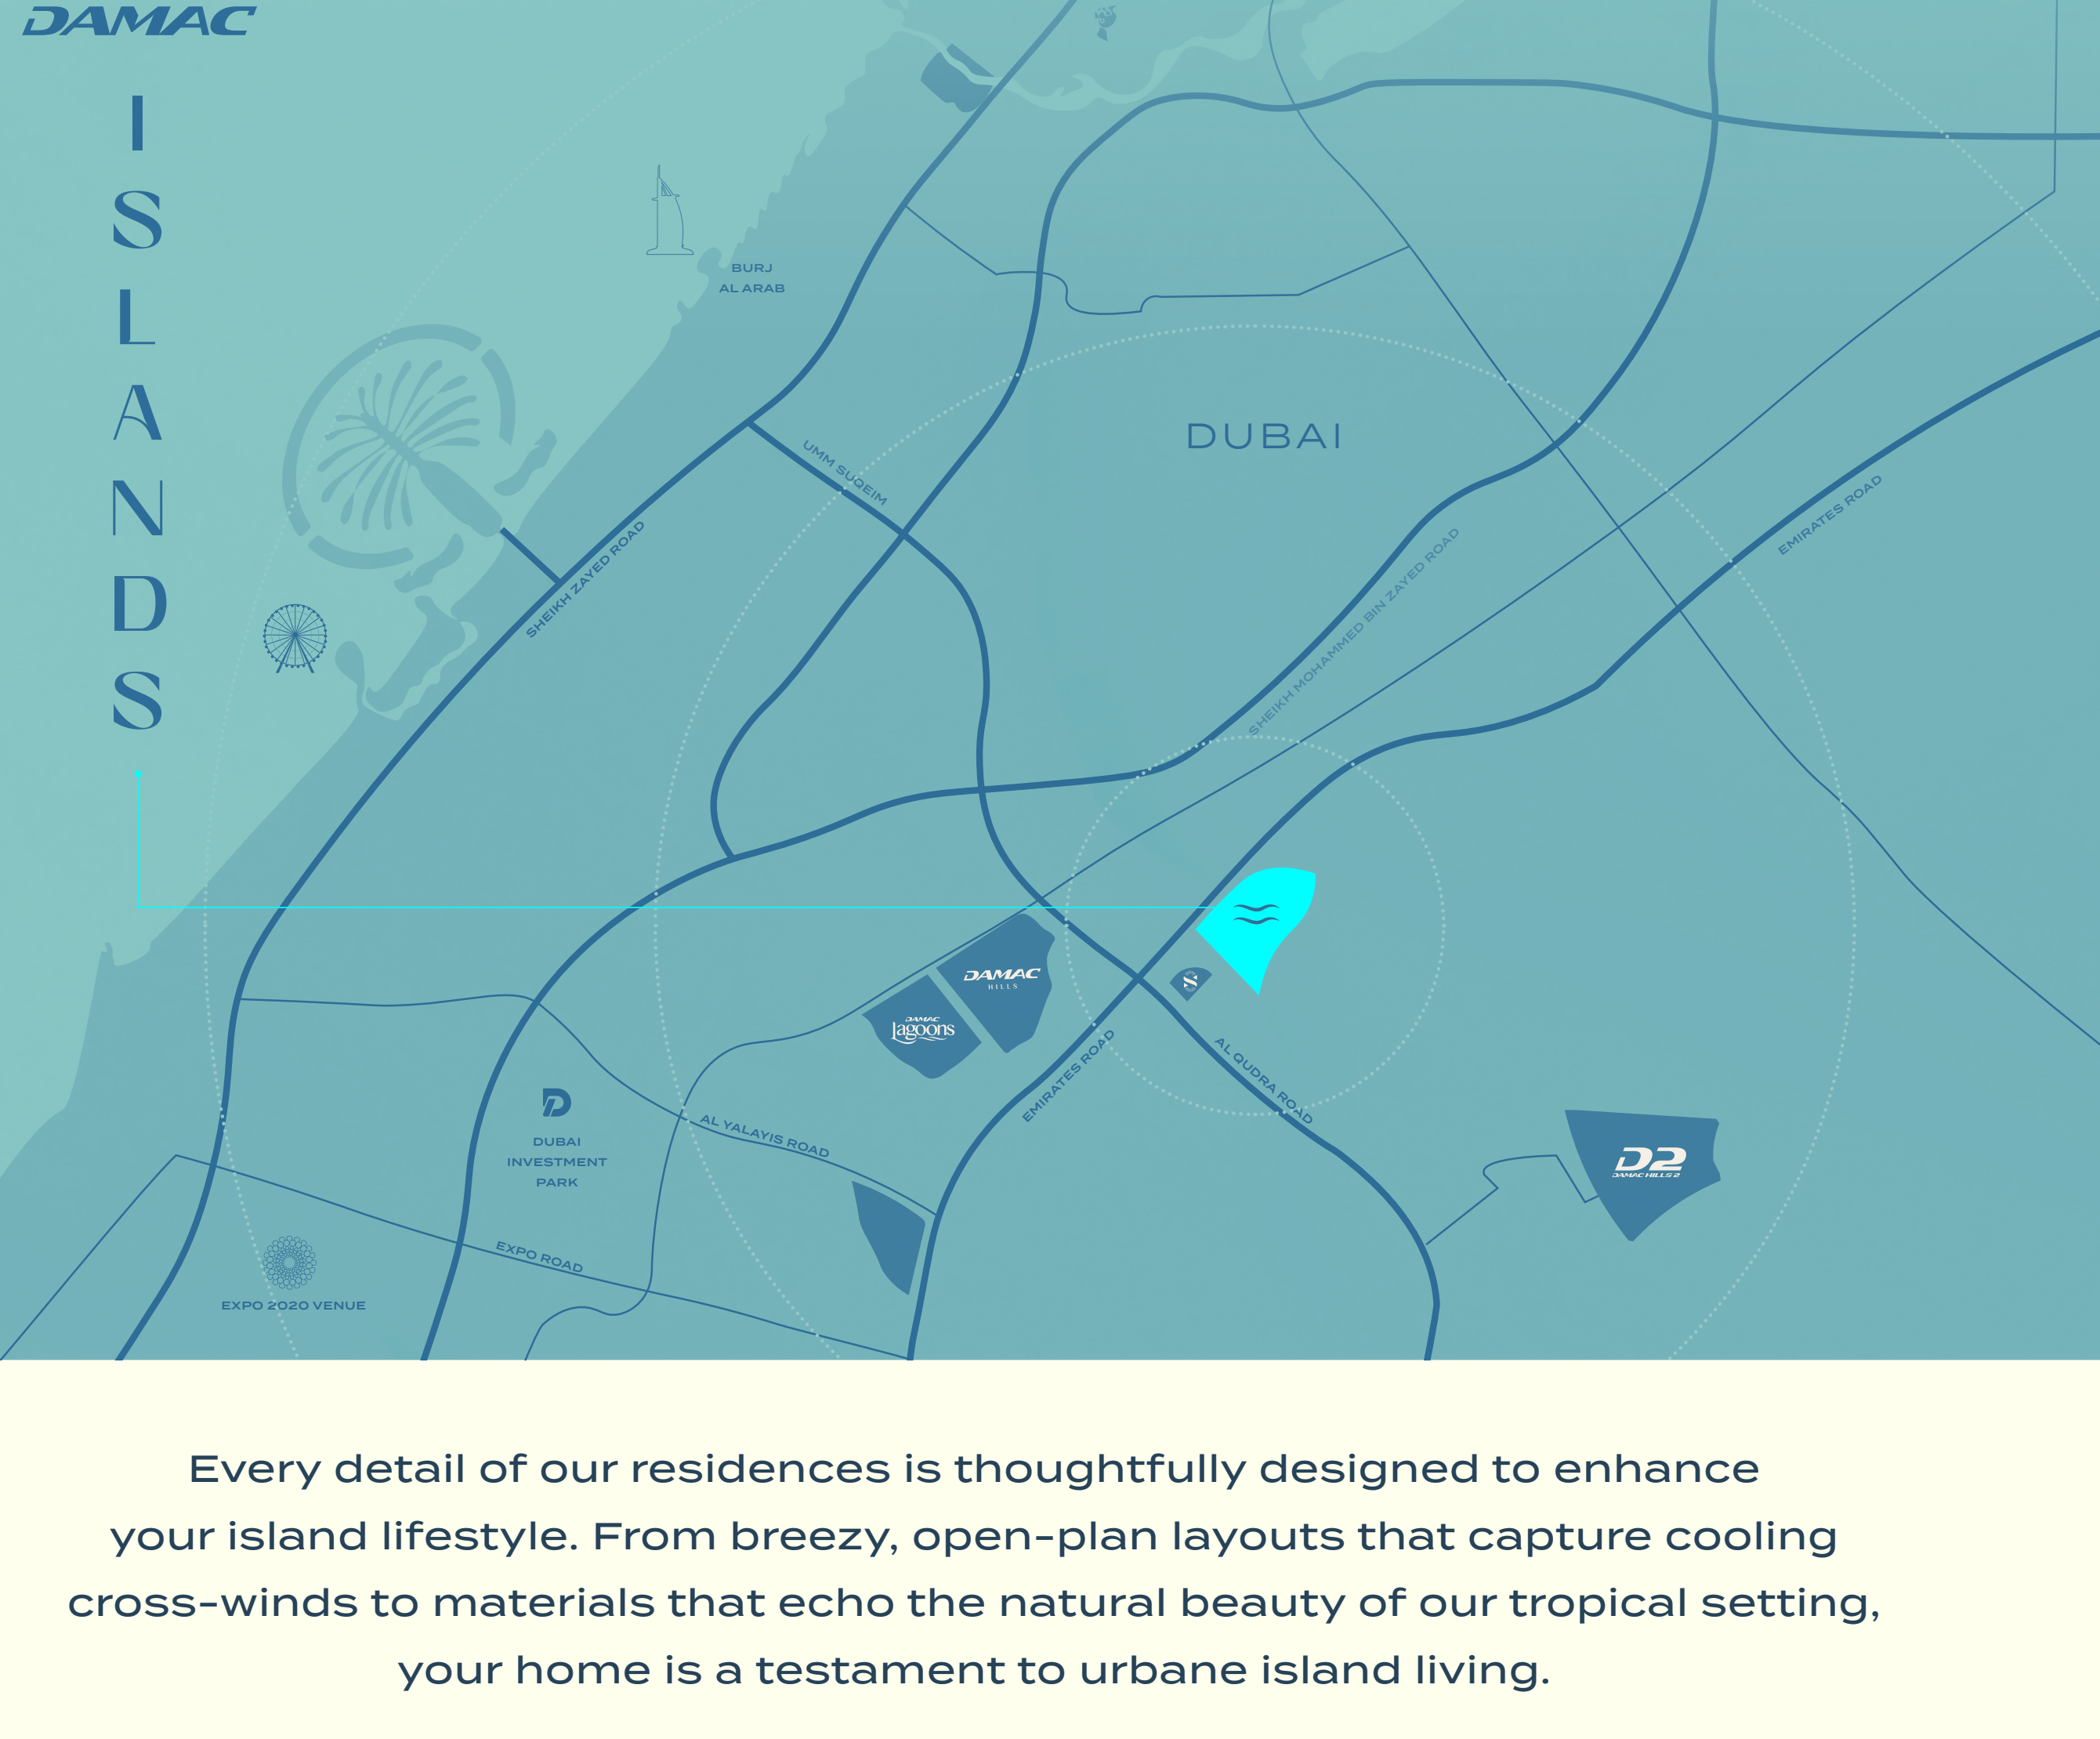 DAMAC
ISLANDS
BURJ
AL ARAB
DUBAI
UMM SUQEIM
SHEIKH ZAYED ROAD
SHEIKH MOHAMMED BIN ZAYED ROAD
EMIRATES ROAD
DAMAC
HILLS
DAMAC
lagoons
S
EMIRATES ROAD
AL QUDRA ROAD
AL YALAYIS ROAD
DUBAI
INVESTMENT
PARK
D2
DAMAC HILLS 2
EXPO ROAD
EXPO 2020 VENUE
Every detail of our residences is thoughtfully designed to enhance
your island lifestyle. From breezy, open-plan layouts that capture cooling
cross-winds to materials that echo the natural beauty of our tropical setting,
your home is a testament to urbane island living.